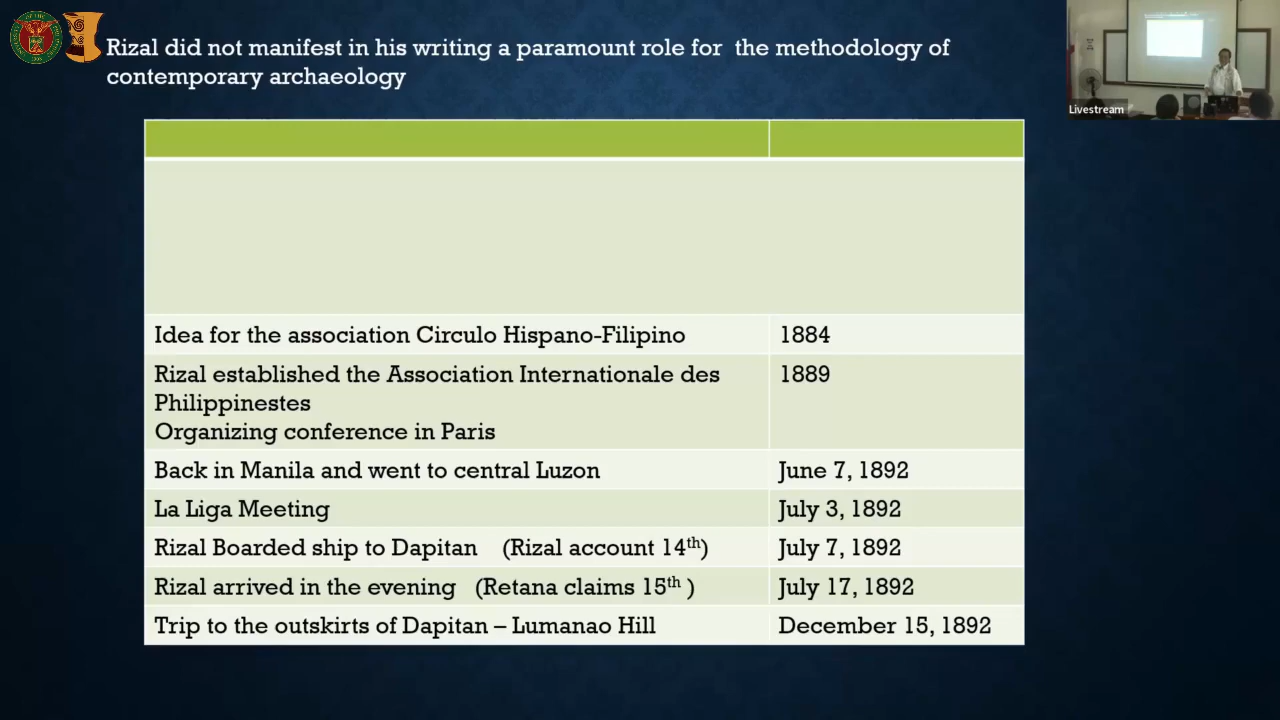 Rizal did not manifest in his writing a paramount role for the methodology of
contemporary archaeology
Livestream
Idea for the association Circulo Hispano-Filipino 1884
Rizal established the Association Internationale des 1889
Philippinestes
Organizing conference in Paris
Back in Manila and went to central Luzon June 7, 1892
La Liga Meeting July 3, 1892
Rizal Boarded ship to Dapitan (Rizal account 14th) July 7, 1892
Rizal arrived in the evening (Retana claims 15th ) July 17, 1892
Trip to the outskirts of Dapitan – Lumanao Hill December 15, 1892